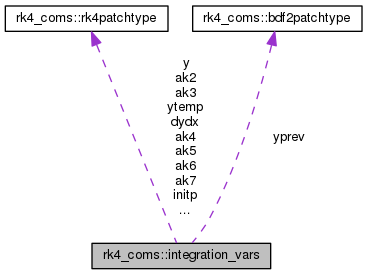 rk4_coms::rk4patchtype
rk4_coms::bdf2patchtype
y
ak2
ak3
ytemp
dydx
ak4
ak5
ak6
ak7
initp
...
yprev
rk4_coms::integration_vars